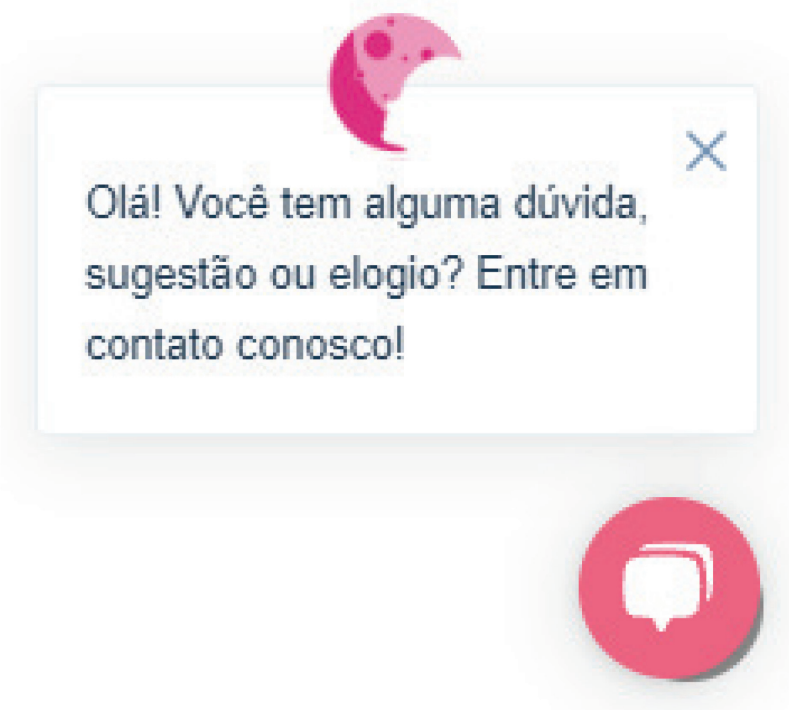 Olá! Você tem alguma dúvida,
sugestão ou elogio? Entre em
contato conosco!